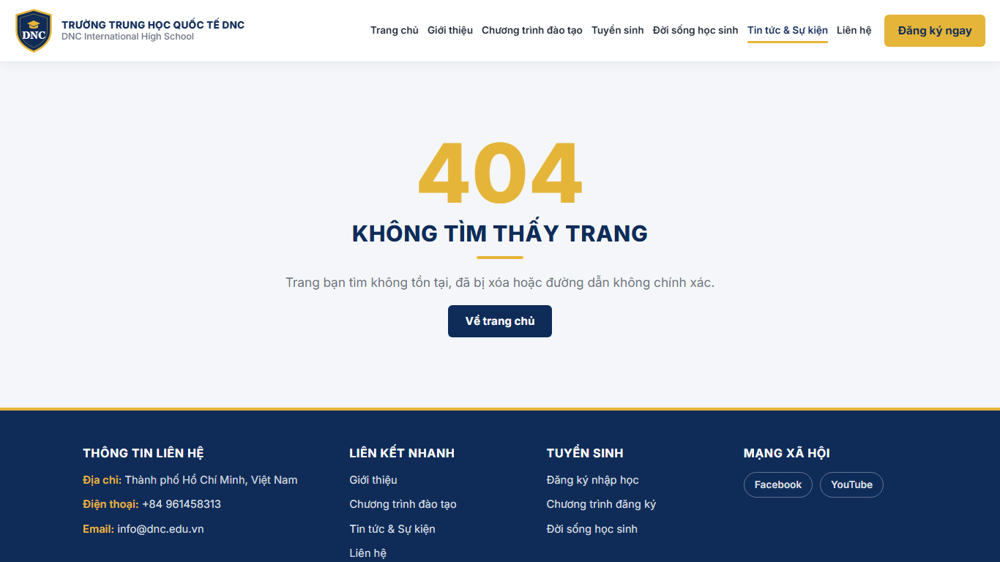 DNC
TRƯỜNG TRUNG HỌC QUỐC TẾ DNC
DNC International High School
Trang chủ Giới thiệu Chương trình đào tạo Tuyển sinh Đời sống học sinh Tin tức & Sự kiện Liên hệ Đăng ký ngay
404
KHÔNG TÌM THẤY TRANG
Trang bạn tìm không tồn tại, đã bị xóa hoặc đường dẫn không chính xác.
Về trang chủ
THÔNG TIN LIÊN HỆ
Địa chỉ: Thành phố Hồ Chí Minh, Việt Nam
Điện thoại: +84 961458313
Email: info@dnc.edu.vn
LIÊN KẾT NHANH
Giới thiệu
Chương trình đào tạo
Tin tức & Sự kiện
Liên hệ
TUYỂN SINH
Đăng ký nhập học
Chương trình đăng ký
Đời sống học sinh
MẠNG XÃ HỘI
Facebook YouTube